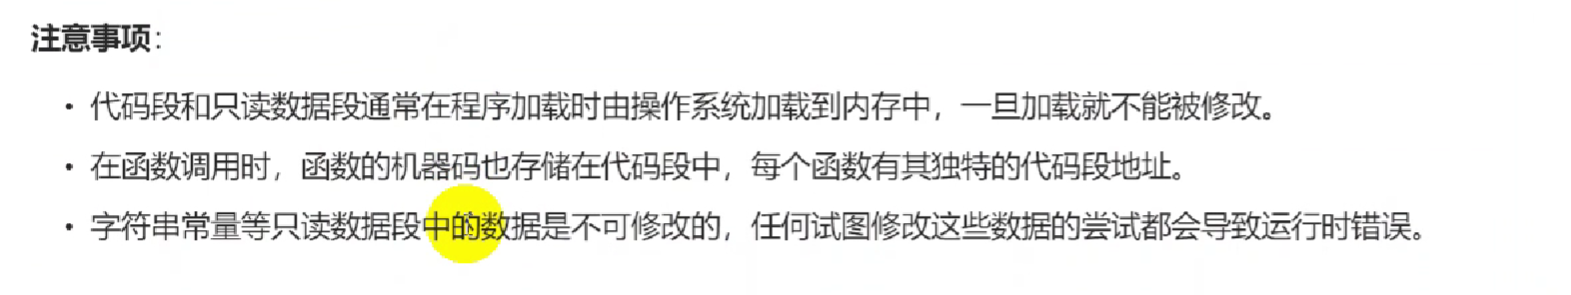 注意事项：
• 代码段和只读数据段通常在程序加载时由操作系统加载到内存中，一旦加载就不能被修改。
• 在函数调用时，函数的机器码也存储在代码段中，每个函数有其独特的代码段地址。
• 字符串常量等只读数据段中的数据是不可修改的，任何试图修改这些数据的尝试都会导致运行时错误。